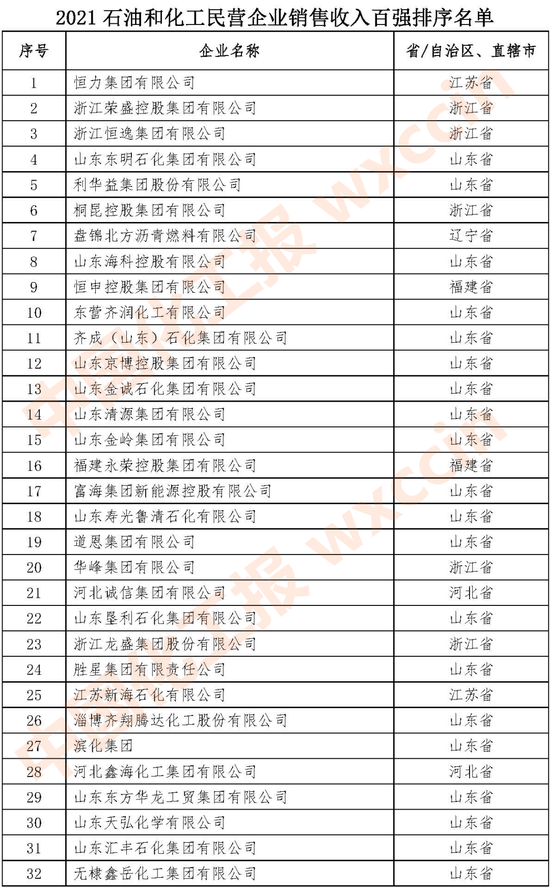 2021 石油和化工民营企业销售收入百强排序名单
序号 企业名称 省/自治区、直辖市
1 恒力集团有限公司 江苏省
2 浙江荣盛控股集团有限公司 浙江省
3 浙江恒逸集团有限公司 浙江省
4 山东东明石化集团有限公司 山东省
5 利华益集团股份有限公司 山东省
6 桐昆控股集团有限公司 浙江省
7 盘锦北方沥青燃料有限公司 辽宁省
8 山东海科控股有限公司 山东省
9 恒申控股集团有限公司 福建省
10 东营齐润化工有限公司 山东省
11 齐成（山东）石化集团有限公司 山东省
12 山东京博控股集团有限公司 山东省
13 山东金诚石化集团有限公司 山东省
14 山东清源集团有限公司 山东省
15 山东金岭集团有限公司 山东省
16 福建永荣控股集团有限公司 福建省
17 富海集团新能源控股有限公司 山东省
18 山东寿光鲁清石化有限公司 山东省
19 道恩集团有限公司 山东省
20 华峰集团有限公司 浙江省
21 河北诚信集团有限公司 河北省
22 山东垦利石化集团有限公司 山东省
23 浙江龙盛集团股份有限公司 浙江省
24 胜星集团有限责任公司 山东省
25 江苏新海石化有限公司 江苏省
26 淄博齐翔腾达化工股份有限公司 山东省
27 滨化集团 山东省
28 河北鑫海化工集团有限公司 河北省
29 山东东方华龙工贸集团有限公司 山东省
30 山东天弘化学有限公司 山东省
31 山东汇丰石化集团有限公司 山东省
32 无棣鑫岳化工集团有限公司 山东省
中国化工报 wxccin
中国化工报 wxccin